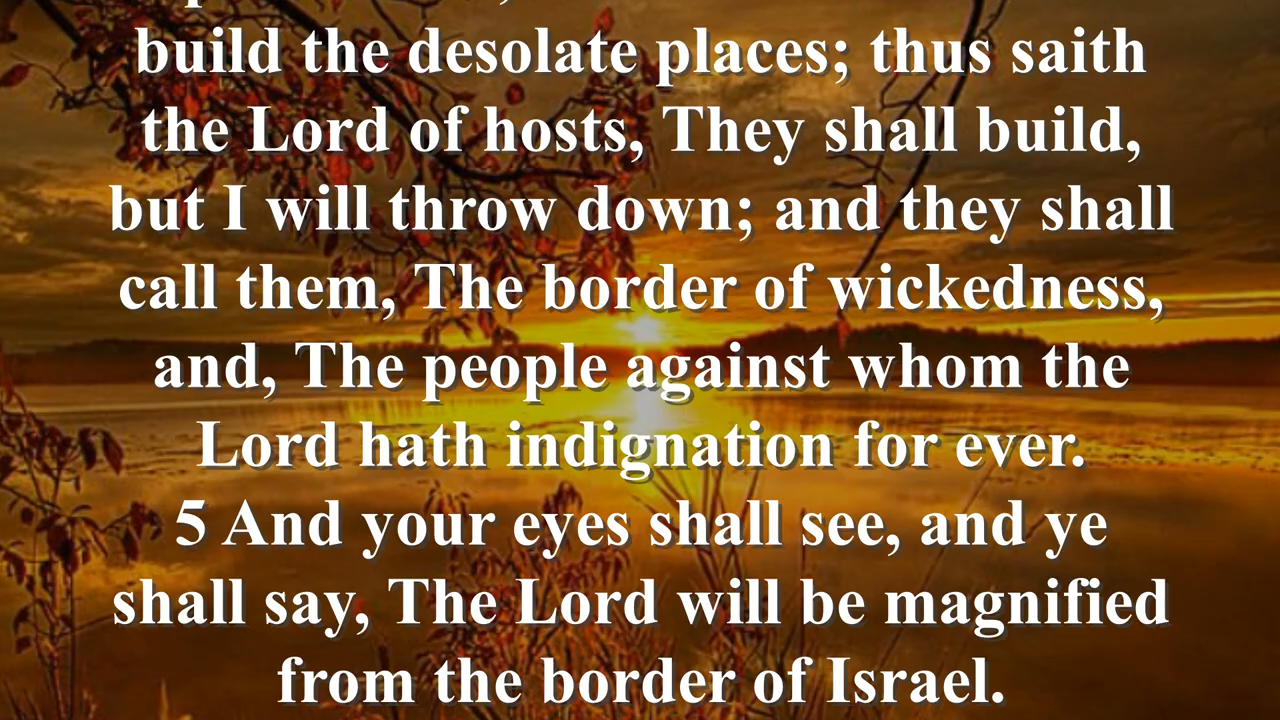 build the desolate places; thus saith
the Lord of hosts, They shall build,
but I will throw down; and they shall
call them, The border of wickedness,
and, The people against whom the
Lord hath indignation for ever.
5 And your eyes shall see, and ye
shall say, The Lord will be magnified
from the border of Israel.